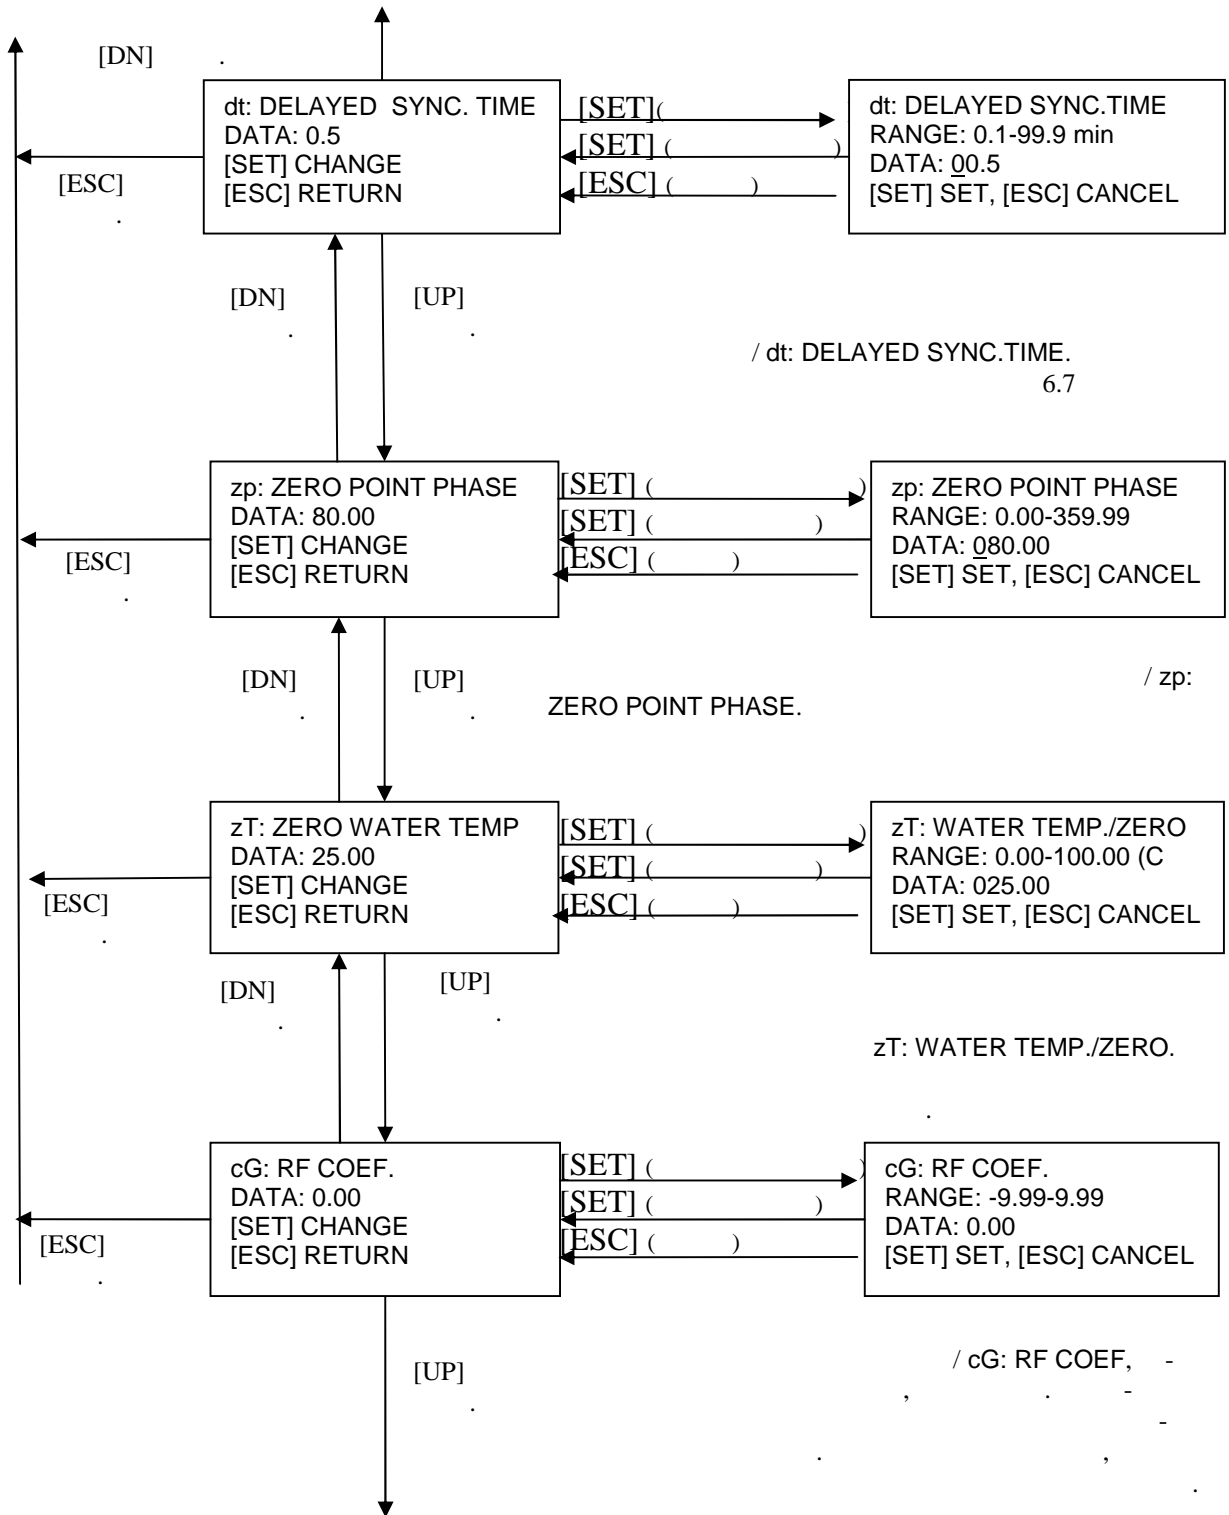 [DN] .
dt: DELAYED SYNC. TIME
DATA: 0.5
[SET] CHANGE
[ESC] RETURN
[SET](
[SET] ( )
[ESC] ( )
dt: DELAYED SYNC.TIME
RANGE: 0.1-99.9 min
DATA: 00.5
[SET] SET, [ESC] CANCEL
[ESC]
.
[DN]
.
[UP]
.
/ dt: DELAYED SYNC.TIME.
6.7
zp: ZERO POINT PHASE
DATA: 80.00
[SET] CHANGE
[ESC] RETURN
[SET] ( )
[SET] ( )
[ESC] ( )
zp: ZERO POINT PHASE
RANGE: 0.00-359.99
DATA: 080.00
[SET] SET, [ESC] CANCEL
[ESC]
.
[DN]
.
[UP]
.
/ zp:
ZERO POINT PHASE.
zT: ZERO WATER TEMP
DATA: 25.00
[SET] CHANGE
[ESC] RETURN
[SET] ( )
[SET] ( )
[ESC] ( )
zT: WATER TEMP./ZERO
RANGE: 0.00-100.00 (C
DATA: 025.00
[SET] SET, [ESC] CANCEL
[ESC]
.
[DN]
.
[UP]
.
zT: WATER TEMP./ZERO.
.
cG: RF COEF.
DATA: 0.00
[SET] CHANGE
[ESC] RETURN
[SET] ( )
[SET] ( )
[ESC] ( )
cG: RF COEF.
RANGE: -9.99-9.99
DATA: 0.00
[SET] SET, [ESC] CANCEL
[ESC]
.
[UP]
.
/ cG: RF COEF, -
, . -
-
. ,
.